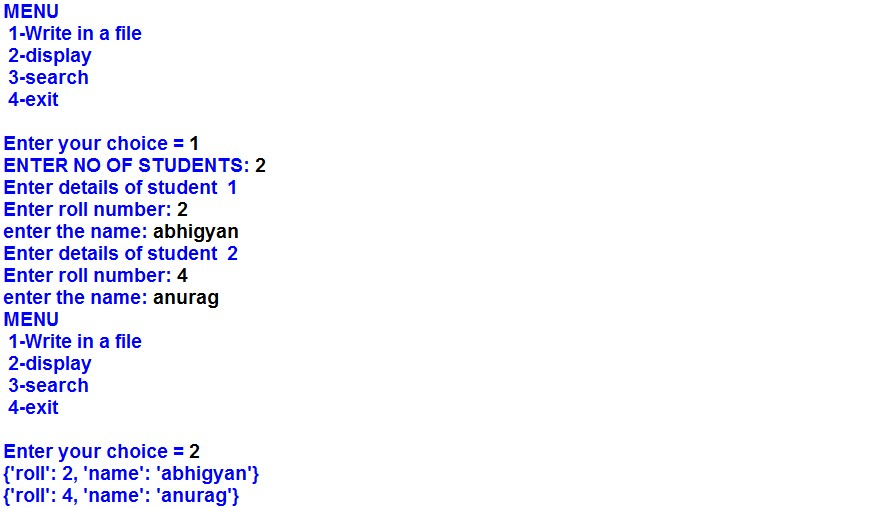 MENU
1-Write in a file
2-display
3-search
4-exit
Enter your choice = 1
ENTER NO OF STUDENTS: 2
Enter details of student  1
Enter roll number: 2
enter the name: abhigyan
Enter details of student  2
Enter roll number: 4
enter the name: anurag
MENU
1-Write in a file
2-display
3-search
4-exit
Enter your choice = 2
{'roll': 2, 'name': 'abhigyan'}
{'roll': 4, 'name': 'anurag'}